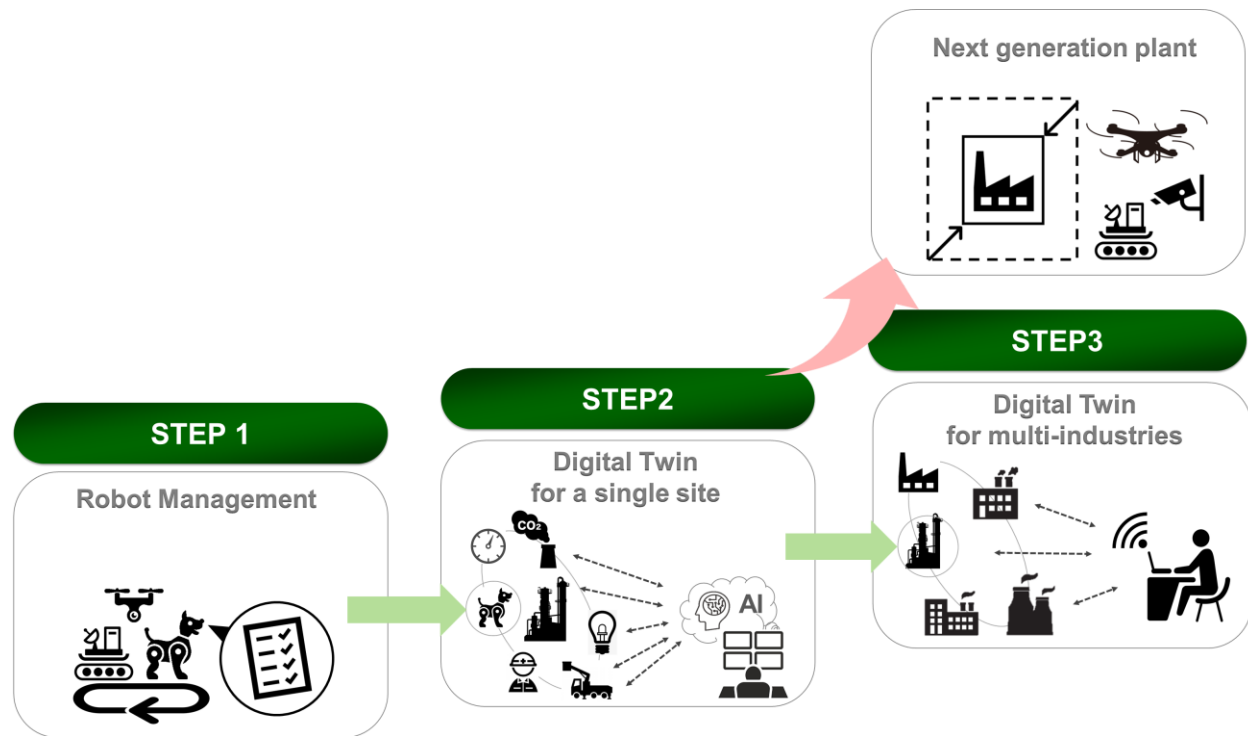 STEP 1
Robot Management
STEP2
Digital Twin
for a single site
CO₂
AI
Next generation plant
STEP3
Digital Twin
for multi-industries